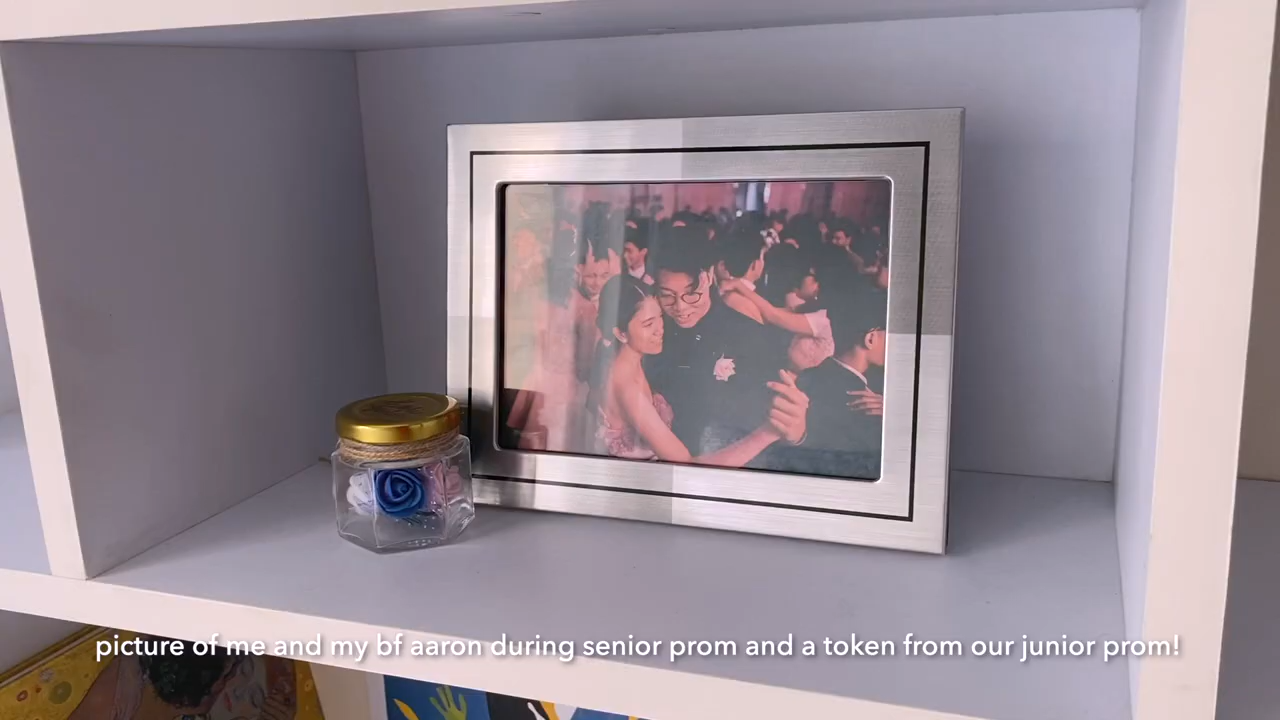 picture of me and my bf aaron during senior prom and a token from our junior prom!